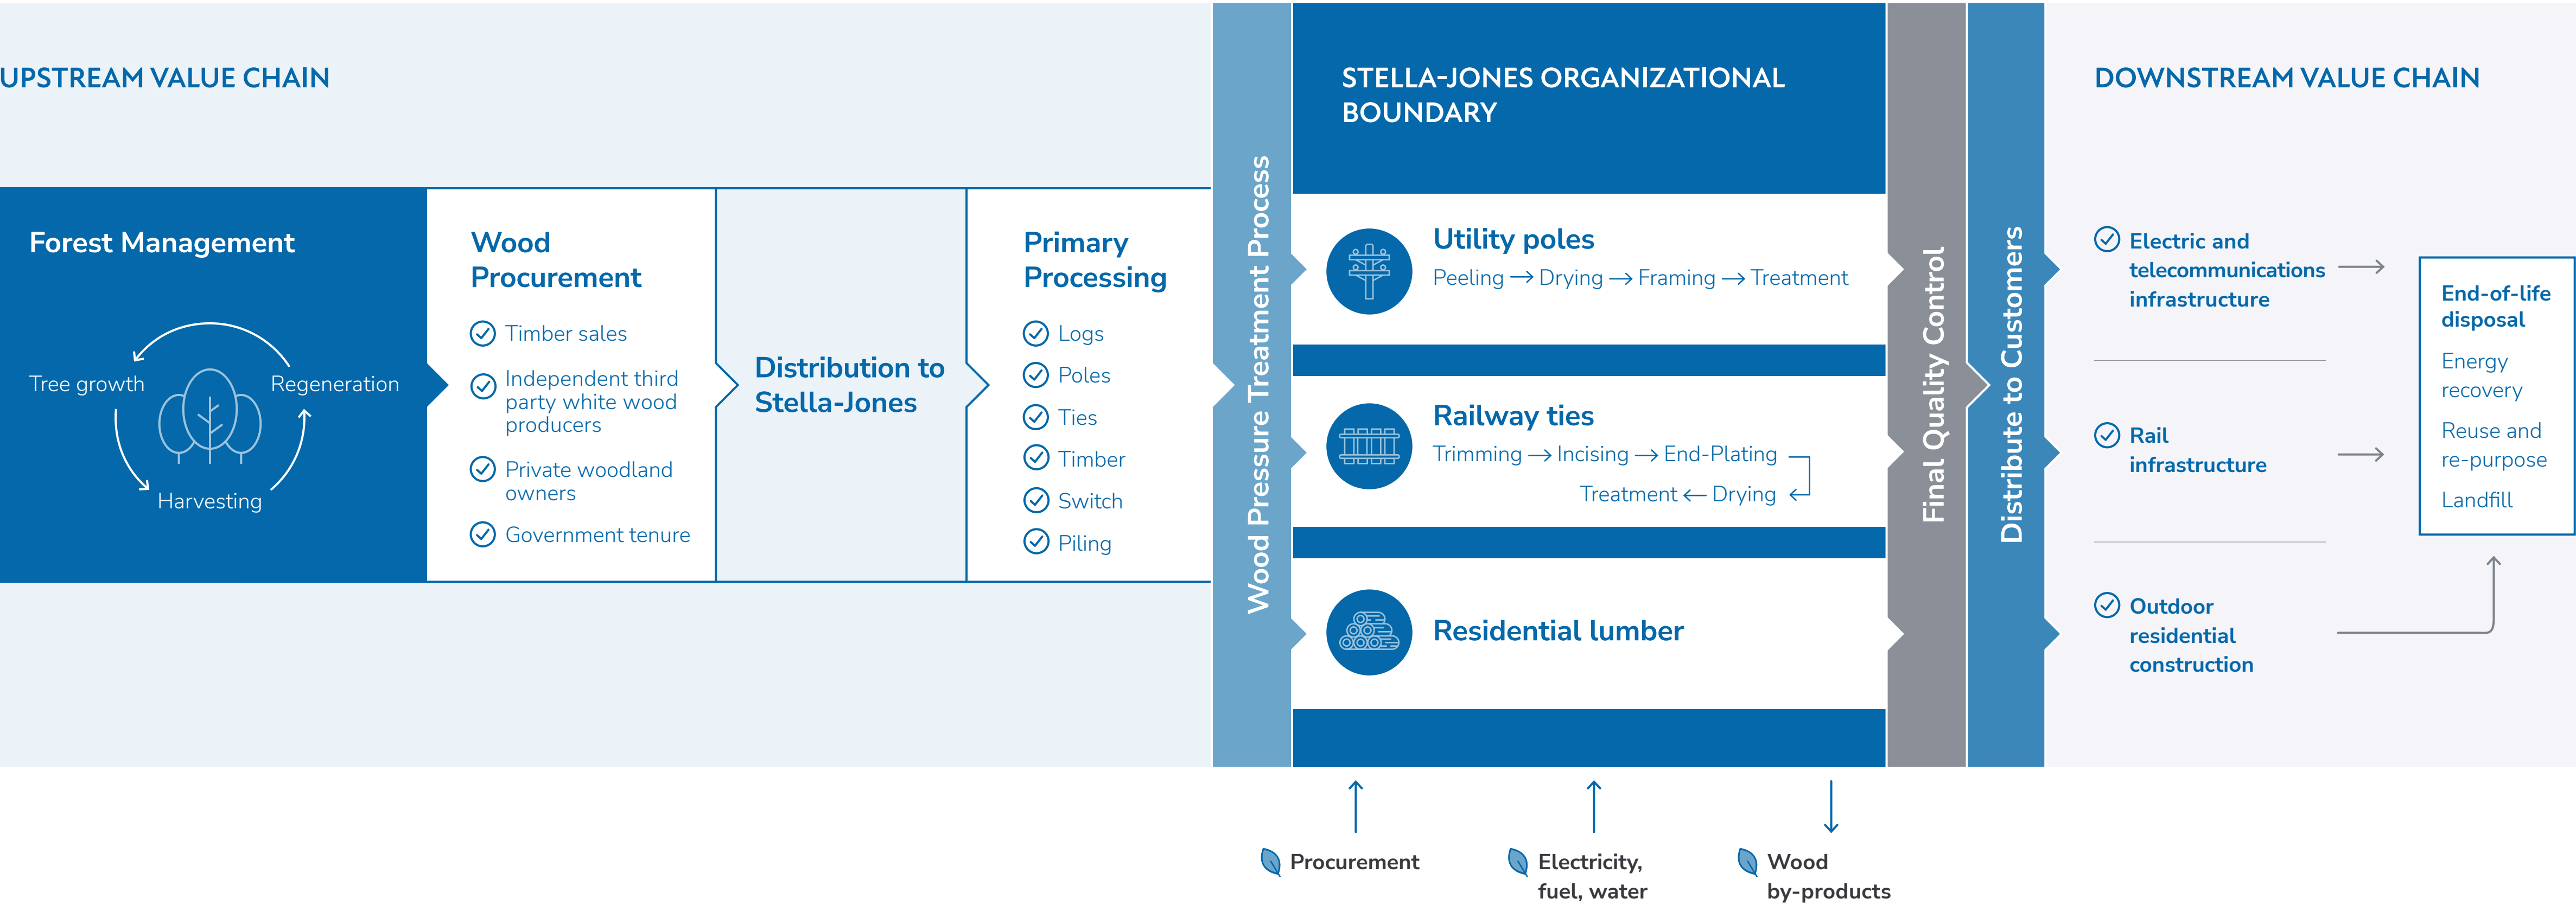 UPSTREAM VALUE CHAIN
Forest Management
Tree growth
Regeneration
Harvesting
Wood
Procurement
Timber sales
Independent third
party white wood
producers
Private woodland
owners
Government tenure
Distribution to
Stella-Jones
Primary
Processing
Logs
Poles
Ties
Timber
Switch
Piling
Wood Pressure Treatment Process
STELLA-JONES ORGANIZATIONAL
BOUNDARY
Utility poles
Peeling → Drying → Framing → Treatment
Railway ties
Trimming → Incising → End-Plating
Treatment ← Drying
Residential lumber
Final Quality Control
Distribute to Customers
DOWNSTREAM VALUE CHAIN
Electric and
telecommunications
infrastructure
Rail
infrastructure
Outdoor
residential
construction
End-of-life
disposal
Energy
recovery
Reuse and
re-purpose
Landfill
Procurement
Electricity,
fuel, water
Wood
by-products